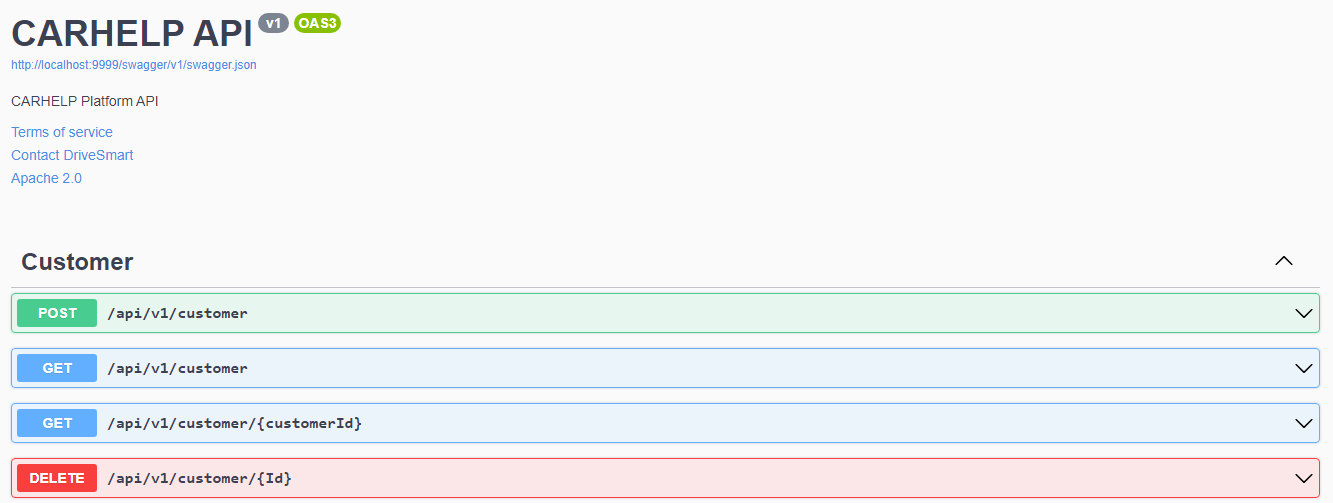 CARHELP API v1 OAS3
http://localhost:9999/swagger/v1/swagger.json
CARHELP Platform API
Terms of service
Contact DriveSmart
Apache 2.0
Customer
POST /api/v1/customer
GET /api/v1/customer
GET /api/v1/customer/{customerId}
DELETE /api/v1/customer/{Id}